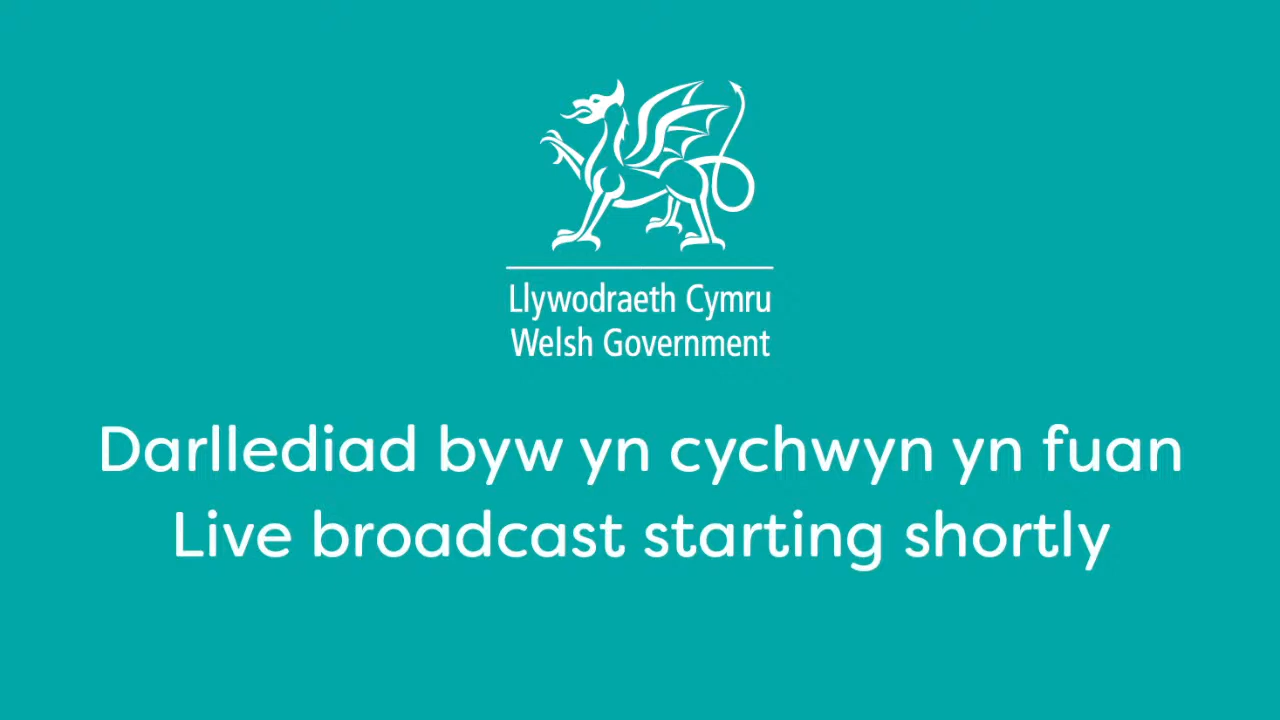 Llywodraeth Cymru
Welsh Government
Darllediad byw yn cychwyn yn fuan
Live broadcast starting shortly